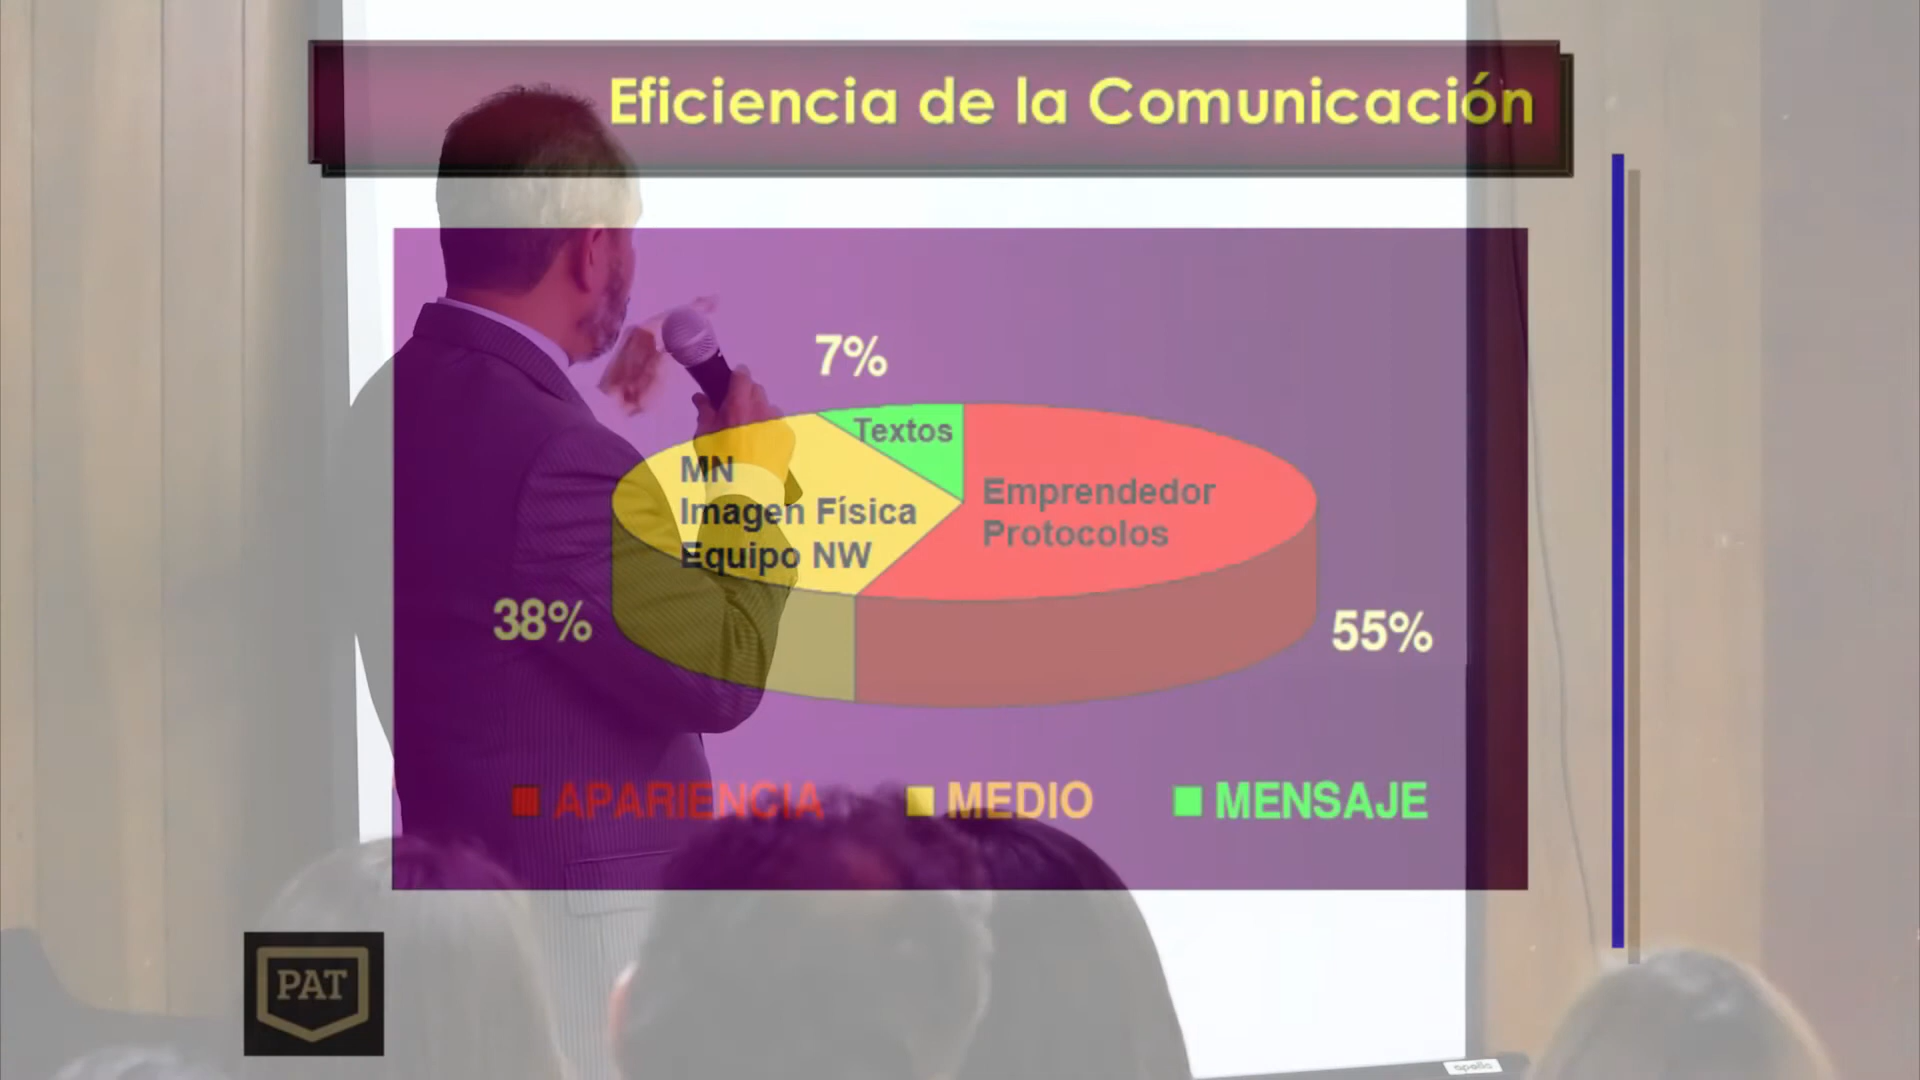 Eficiencia de la Comunicación
7%
Textos
MN
Imagen Física
Equipo NW
Emprendedor
Protocolos
38%
55%
APARIENCIA
MEDIO
MENSAJE
PAT
apollo